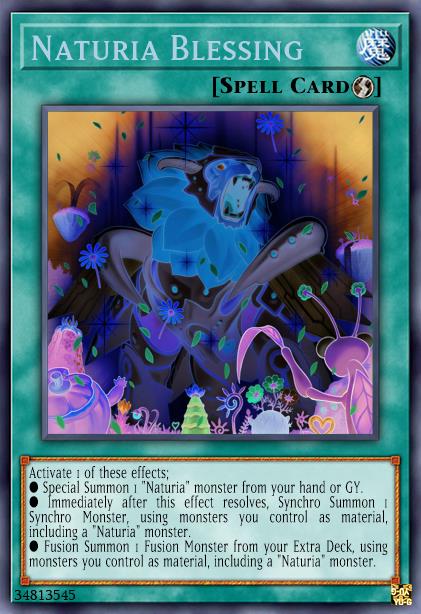 Naturia Blessing
魔
[Spell Card]
Activate 1 of these effects;
● Special Summon 1 "Naturia" monster from your hand or GY.
● Immediately after this effect resolves, Synchro Summon 1
Synchro Monster, using monsters you control as material,
including a "Naturia" monster.
● Fusion Summon 1 Fusion Monster from your Extra Deck, using
monsters you control as material, including a "Naturia" monster.
34813545